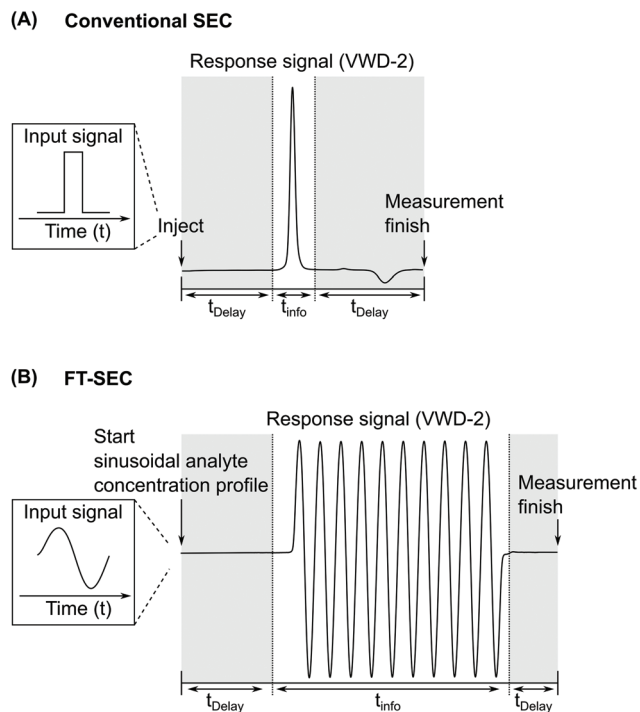 (A) Conventional SEC
Response signal (VWD-2)
Input signal
Time (t)
Inject
Measurement
finish
tDelay
tinfo
tDelay
(B) FT-SEC
Response signal (VWD-2)
Start
sinusoidal analyte
concentration profile
Input signal
Time (t)
Measurement
finish
tDelay
tinfo
tDelay